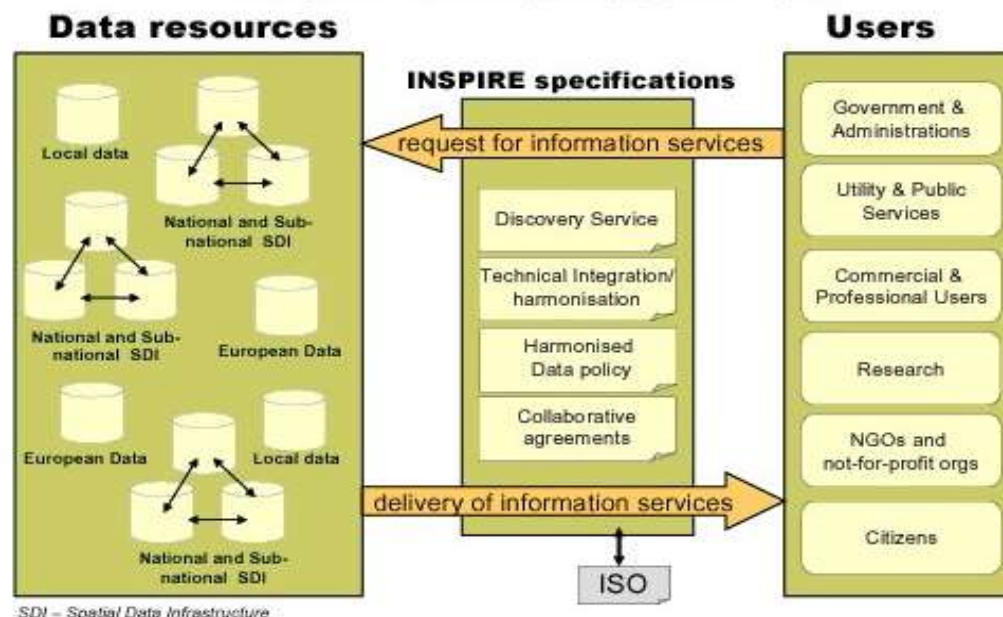 Data resources
Local data
National and Sub-
national SDI
National and Sub-
national SDI
European Data
European Data
Local data
National and Sub-
national SDI
SDI – Spatial Data Infrastructure
INSPIRE specifications
request for information services
Discovery Service
Technical Integration/
harmonisation
Harmonised
Data policy
Collaborative
agreements
delivery of information services
ISO
Users
Government &
Administrations
Utility & Public
Services
Commercial &
Professional Users
Research
NGOs and
not-for-profit orgs
Citizens